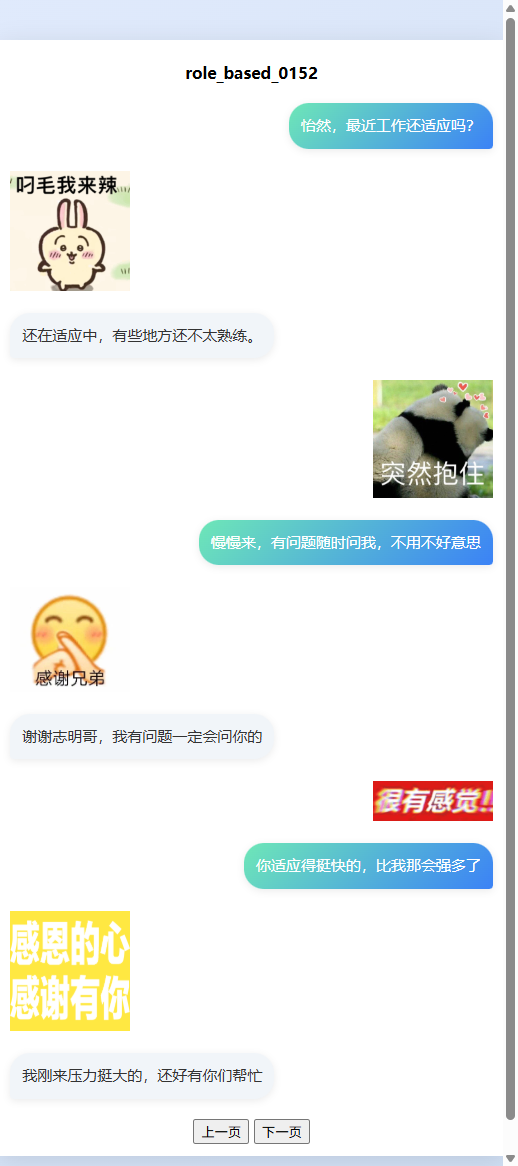 role_based_0152
怡然，最近工作还适应吗？
叼毛我来辣
还在适应中，有些地方还不太熟练。
突然抱住
慢慢来，有问题随时问我，不用不好意思
感谢兄弟
谢谢志明哥，我有问题一定会问你的
很有感觉!!
你适应得挺快的，比我那会强多了
感恩的心
感谢有你
我刚来压力挺大的，还好有你们帮忙
上一页 下一页